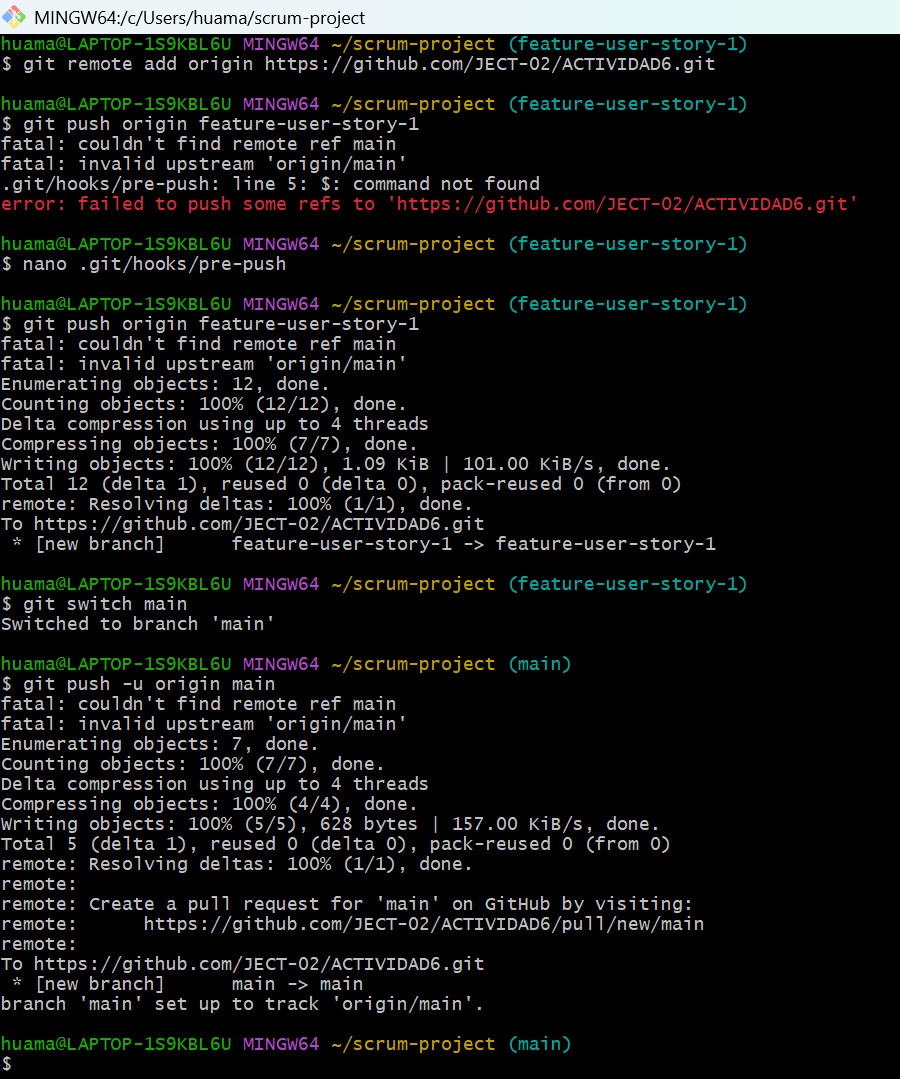 MINGW64:/c/Users/huama/scrum-project
huama@LAPTOP-1S9KBL6U MINGW64 ~/scrum-project (feature-user-story-1)
$ git remote add origin https://github.com/JECT-02/ACTIVIDAD6.git
huama@LAPTOP-1S9KBL6U MINGW64 ~/scrum-project (feature-user-story-1)
$ git push origin feature-user-story-1
fatal: couldn't find remote ref main
fatal: invalid upstream 'origin/main'
.git/hooks/pre-push: line 5: $: command not found
error: failed to push some refs to 'https://github.com/JECT-02/ACTIVIDAD6.git'
huama@LAPTOP-1S9KBL6U MINGW64 ~/scrum-project (feature-user-story-1)
$ nano .git/hooks/pre-push
huama@LAPTOP-1S9KBL6U MINGW64 ~/scrum-project (feature-user-story-1)
$ git push origin feature-user-story-1
fatal: couldn't find remote ref main
fatal: invalid upstream 'origin/main'
Enumerating objects: 12, done.
Counting objects: 100% (12/12), done.
Delta compression using up to 4 threads
Compressing objects: 100% (7/7), done.
Writing objects: 100% (12/12), 1.09 KiB | 101.00 KiB/s, done.
Total 12 (delta 1), reused 0 (delta 0), pack-reused 0 (from 0)
remote: Resolving deltas: 100% (1/1), done.
To https://github.com/JECT-02/ACTIVIDAD6.git
 * [new branch]      feature-user-story-1 -> feature-user-story-1
huama@LAPTOP-1S9KBL6U MINGW64 ~/scrum-project (feature-user-story-1)
$ git switch main
Switched to branch 'main'
huama@LAPTOP-1S9KBL6U MINGW64 ~/scrum-project (main)
$ git push -u origin main
fatal: couldn't find remote ref main
fatal: invalid upstream 'origin/main'
Enumerating objects: 7, done.
Counting objects: 100% (7/7), done.
Delta compression using up to 4 threads
Compressing objects: 100% (4/4), done.
Writing objects: 100% (5/5), 628 bytes | 157.00 KiB/s, done.
Total 5 (delta 1), reused 0 (delta 0), pack-reused 0 (from 0)
remote: Resolving deltas: 100% (1/1), done.
remote:
remote: Create a pull request for 'main' on GitHub by visiting:
remote:      https://github.com/JECT-02/ACTIVIDAD6/pull/new/main
remote:
To https://github.com/JECT-02/ACTIVIDAD6.git
 * [new branch]      main -> main
branch 'main' set up to track 'origin/main'.
huama@LAPTOP-1S9KBL6U MINGW64 ~/scrum-project (main)
$